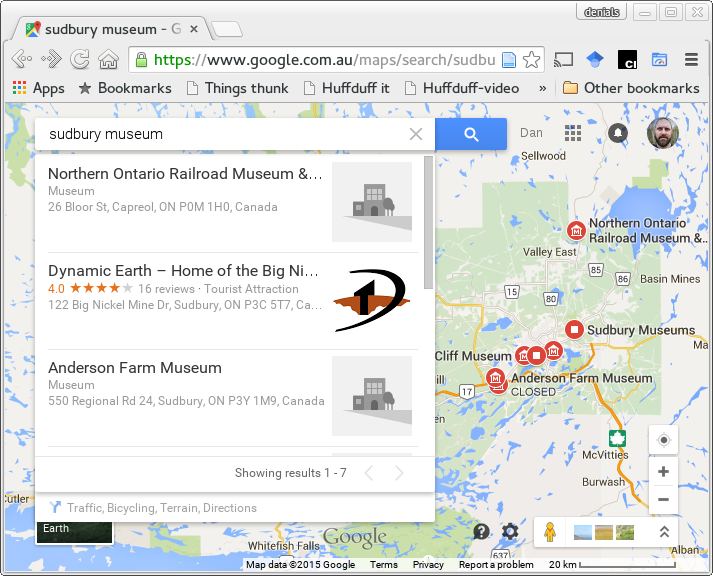 denials
sudbury museum - G
https://www.google.com.au/maps/search/sudbu
Apps Bookmarks Things thunk Huffduff it Huffduff-video » Other bookmarks
sudbury museum
Dan
Northern Ontario Railroad Museum &...
Museum
26 Bloor St, Capreol, ON P0M 1H0, Canada
Dynamic Earth – Home of the Big Ni...
4.0 16 reviews · Tourist Attraction
122 Big Nickel Mine Dr, Sudbury, ON P3C 5T7, Ca...
Anderson Farm Museum
Museum
550 Regional Rd 24, Sudbury, ON P3Y 1M9, Canada
Showing results 1 - 7
Traffic, Bicycling, Terrain, Directions
Sellwood
Northern Ontario
Railroad Museum &...
Valley East
85
86
Basin Mines
15
80
Sudbury Museums
Ma
Cliff Museum
ill
Anderson Farm Museum
CLOSED
17
McVitties
Burwash
Cutler
Earth
Whitefish Falls
Google
637
Alban
Map data ©2015 Google Terms Privacy Report a problem 20 km